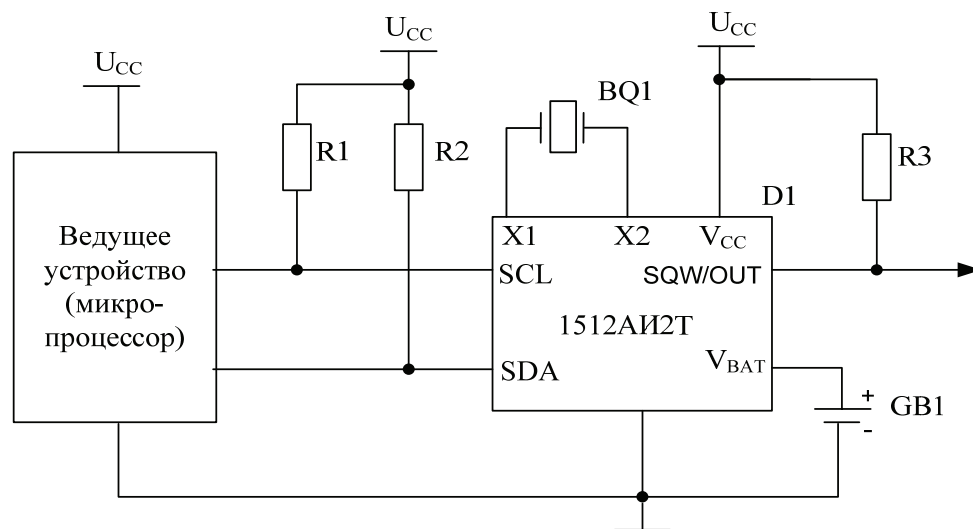 U_CC
U_CC
U_CC
BQ1
R1
R2
R3
D1
X1
X2
V_CC
Ведущее
устройство
(микро-
процессор)
SCL
SQW/OUT
1512АИ2Т
SDA
V_BAT
+
-
GB1